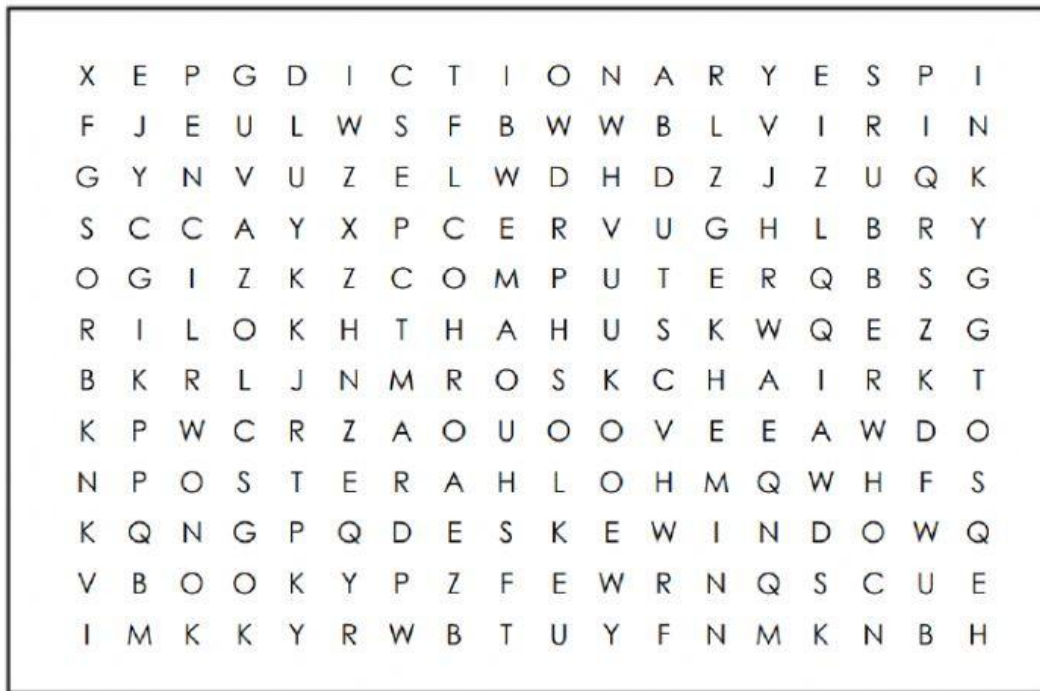 X E P G D I C T I O N A R Y E S P I
F J E U L W S F B W W B L V I R I N
G Y N V U Z E L W D H D Z J Z U Q K
S C C A Y X P C E R V U G H L B R Y
O G I Z K Z C O M P U T E R Q B S G
R I L O K H T H A H U S K W Q E Z G
B K R L J N M R O S K C H A I R K T
K P W C R Z A O U O O V E E A W D O
N P O S T E R A H L O H M Q W H F S
K Q N G P Q D E S K E W I N D O W Q
V B O O K Y P Z F E W R N Q S C U E
I M K K Y R W B T U Y F N M K N B H